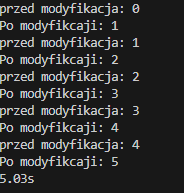 przed modyfikacja: 0
Po modyfikcaji: 1
przed modyfikacja: 1
Po modyfikcaji: 2
przed modyfikacja: 2
Po modyfikcaji: 3
przed modyfikacja: 3
Po modyfikcaji: 4
przed modyfikacja: 4
Po modyfikcaji: 5
5.03s